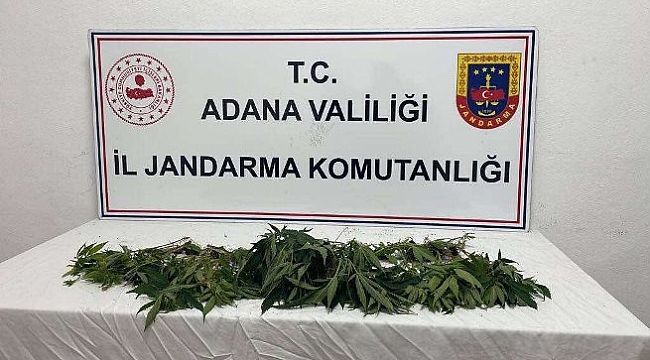 T.C.
ADANA VALİLİĞİ
İL JANDARMA KOMUTANLIĞI
JANDARMA